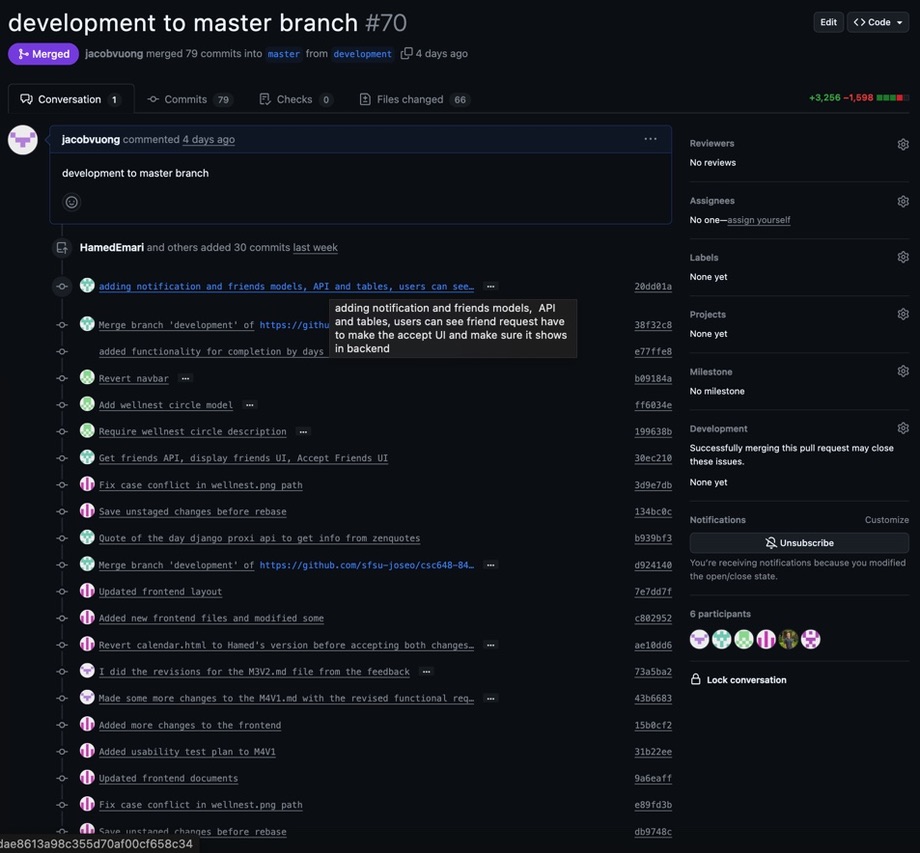 development to master branch #70
Edit
<> Code
Merged
jacobvuong merged 79 commits into master from development 4 days ago
Conversation 1
Commits 79
Checks 0
Files changed 66
+3,256 −1,598
jacobvuong commented 4 days ago
...
development to master branch
HamedEmari and others added 30 commits last week
adding notification and friends models, API and tables, users can see… ... 20dd01a
adding notification and friends models, API
and tables, users can see friend request have
to make the accept UI and make sure it shows
in backend
Merge branch 'development' of https://githu 38f32c8
added functionality for completion by days e77ffe8
Revert navbar ... b09184a
Add wellnest circle model ... ff6034e
Require wellnest circle description ... 199638b
Get friends API, display friends UI, Accept Friends UI 30ec210
Fix case conflict in wellnest.png path 3d9e7db
Save unstaged changes before rebase 134bc0c
Quote of the day django proxi api to get info from zenquotes b939bf3
Merge branch 'development' of https://github.com/sfsu-joseo/csc648-84… ... d924140
Updated frontend layout 7e7dd7f
Added new frontend files and modified some c802952
Revert calendar.html to Hamed's version before accepting both changes… ... ae10dd6
I did the revisions for the M3V2.md file from the feedback ... 73a5ba2
Made some more changes to the M4V1.md with the revised functional req… ... 43b6683
Added more changes to the frontend 15b0cf2
Added usability test plan to M4V1 31b22ee
Updated frontend documents 9a6eaff
Fix case conflict in wellnest.png path e89fd3b
Save unstaged changes before rebase db9748c
dae8613a98c355d70af00cf658c34
Reviewers
No reviews
Assignees
No one—assign yourself
Labels
None yet
Projects
None yet
Milestone
No milestone
Development
Successfully merging this pull request may close
these issues.
None yet
Notifications Customize
Unsubscribe
You're receiving notifications because you modified
the open/close state.
6 participants
Lock conversation